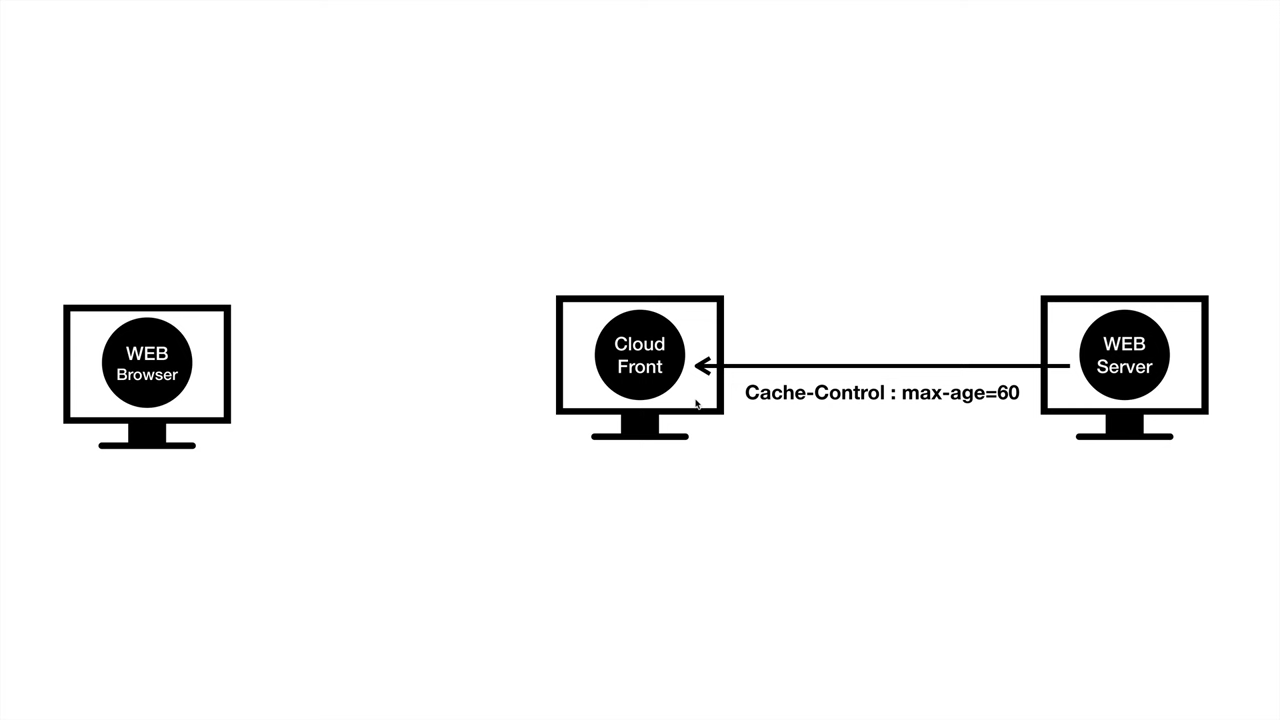 WEB
Browser
Cloud
Front
Cache-Control : max-age=60
WEB
Server